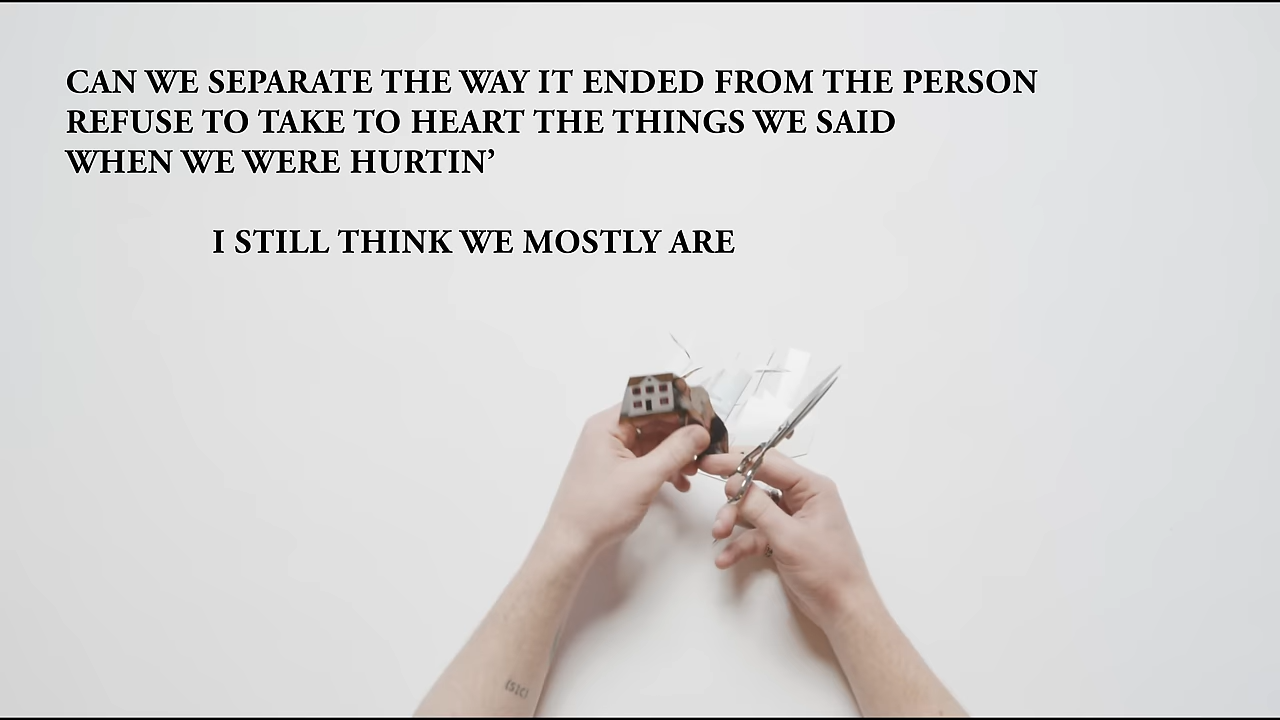 CAN WE SEPARATE THE WAY IT ENDED FROM THE PERSON
REFUSE TO TAKE TO HEART THE THINGS WE SAID
WHEN WE WERE HURTIN’
I STILL THINK WE MOSTLY ARE
(SIC)